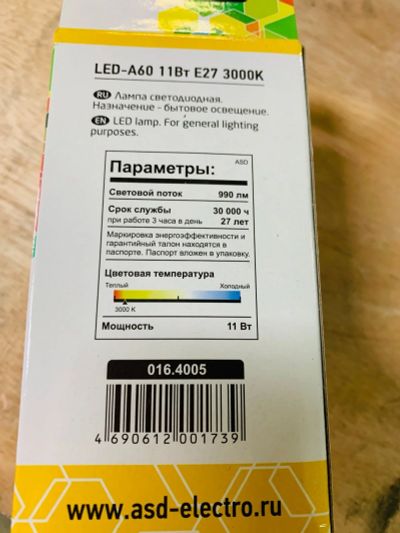 LED-A60 11Вт E27 3000K
RU Лампа светодиодная.
Назначение - бытовое освещение.
EN LED lamp. For general lighting
purposes.
ASD
Параметры:
Световой поток 990 лм
Срок службы 30 000 ч
при работе 3 часа в день 27 лет
Маркировка энергоэффективности и
гарантийный талон находятся в
паспорте. Паспорт вложен в упаковку.
Цветовая температура
Теплый Холодный
3000 K
Мощность 11 Вт
016.4005
4 690612 001739
www.asd-electro.ru